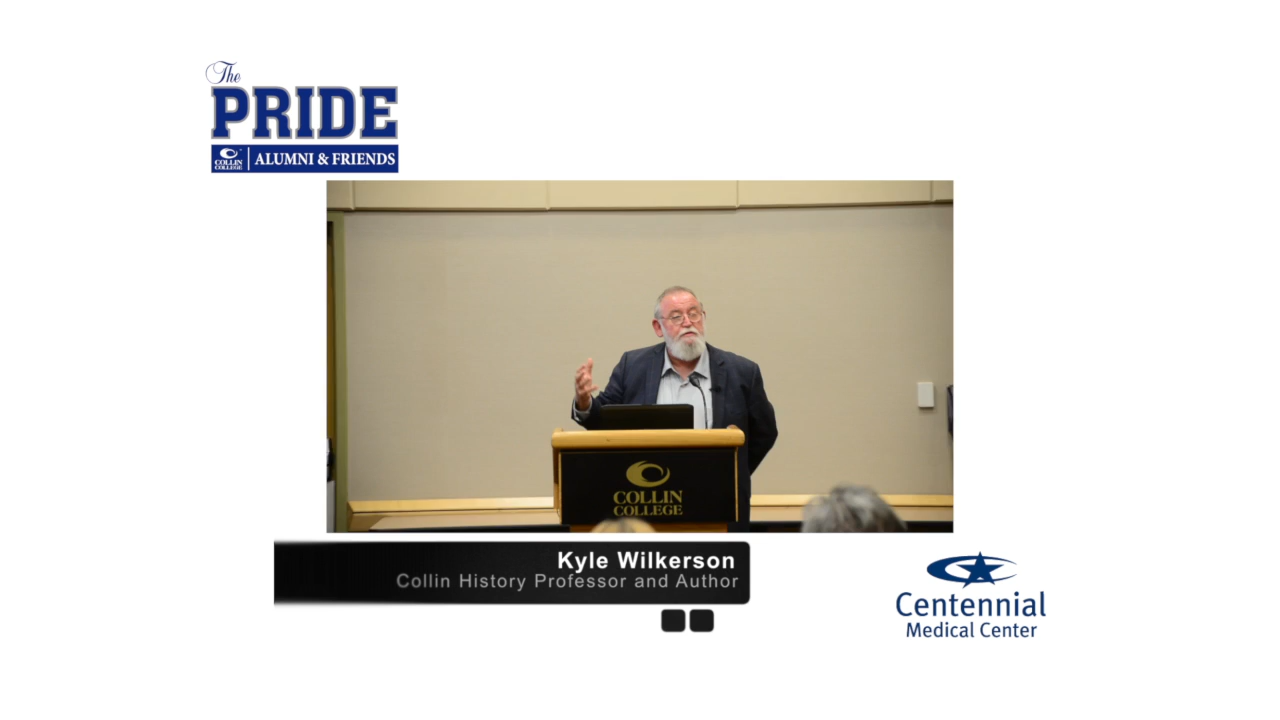 The
PRIDE
COLLIN COLLEGE | ALUMNI & FRIENDS
COLLIN
COLLEGE
Kyle Wilkerson
Collin History Professor and Author
Centennial
Medical Center